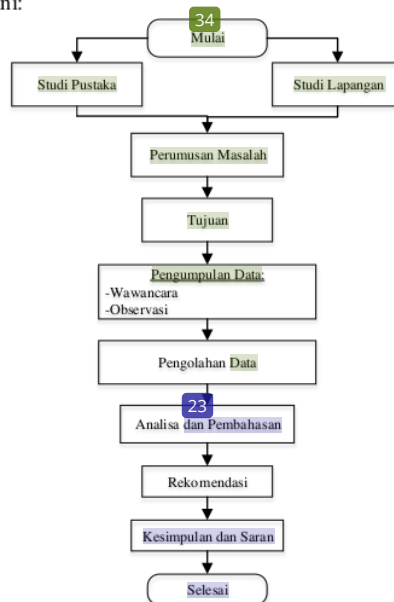 ni:
34
Mulai
Studi Pustaka
Studi Lapangan
Perumusan Masalah
Tujuan
Pengumpulan Data:
-Wawancara
-Observasi
Pengolahan Data
23
Analisa dan Pembahasan
Rekomendasi
Kesimpulan dan Saran
Selesai